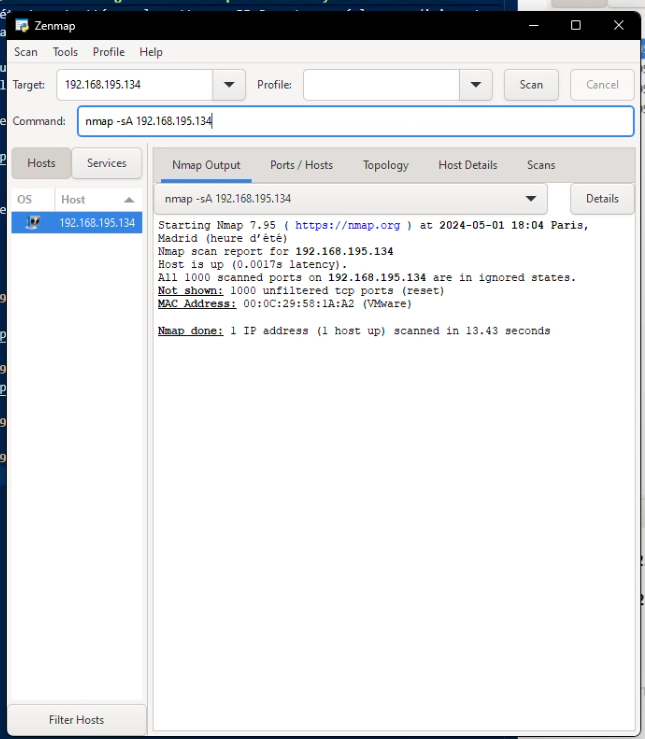 Zenmap
Scan Tools Profile Help
Target: 192.168.195.134 Profile: Scan Cancel
Command: nmap -sA 192.168.195.134
Hosts Services
OS Host
192.168.195.134
Filter Hosts
Nmap Output Ports / Hosts Topology Host Details Scans
nmap -sA 192.168.195.134 Details
Starting Nmap 7.95 ( https://nmap.org ) at 2024-05-01 18:04 Paris,
Madrid (heure d’été)
Nmap scan report for 192.168.195.134
Host is up (0.0017s latency).
All 1000 scanned ports on 192.168.195.134 are in ignored states.
Not shown: 1000 unfiltered tcp ports (reset)
MAC Address: 00:0C:29:58:1A:A2 (VMware)
Nmap done: 1 IP address (1 host up) scanned in 13.43 seconds